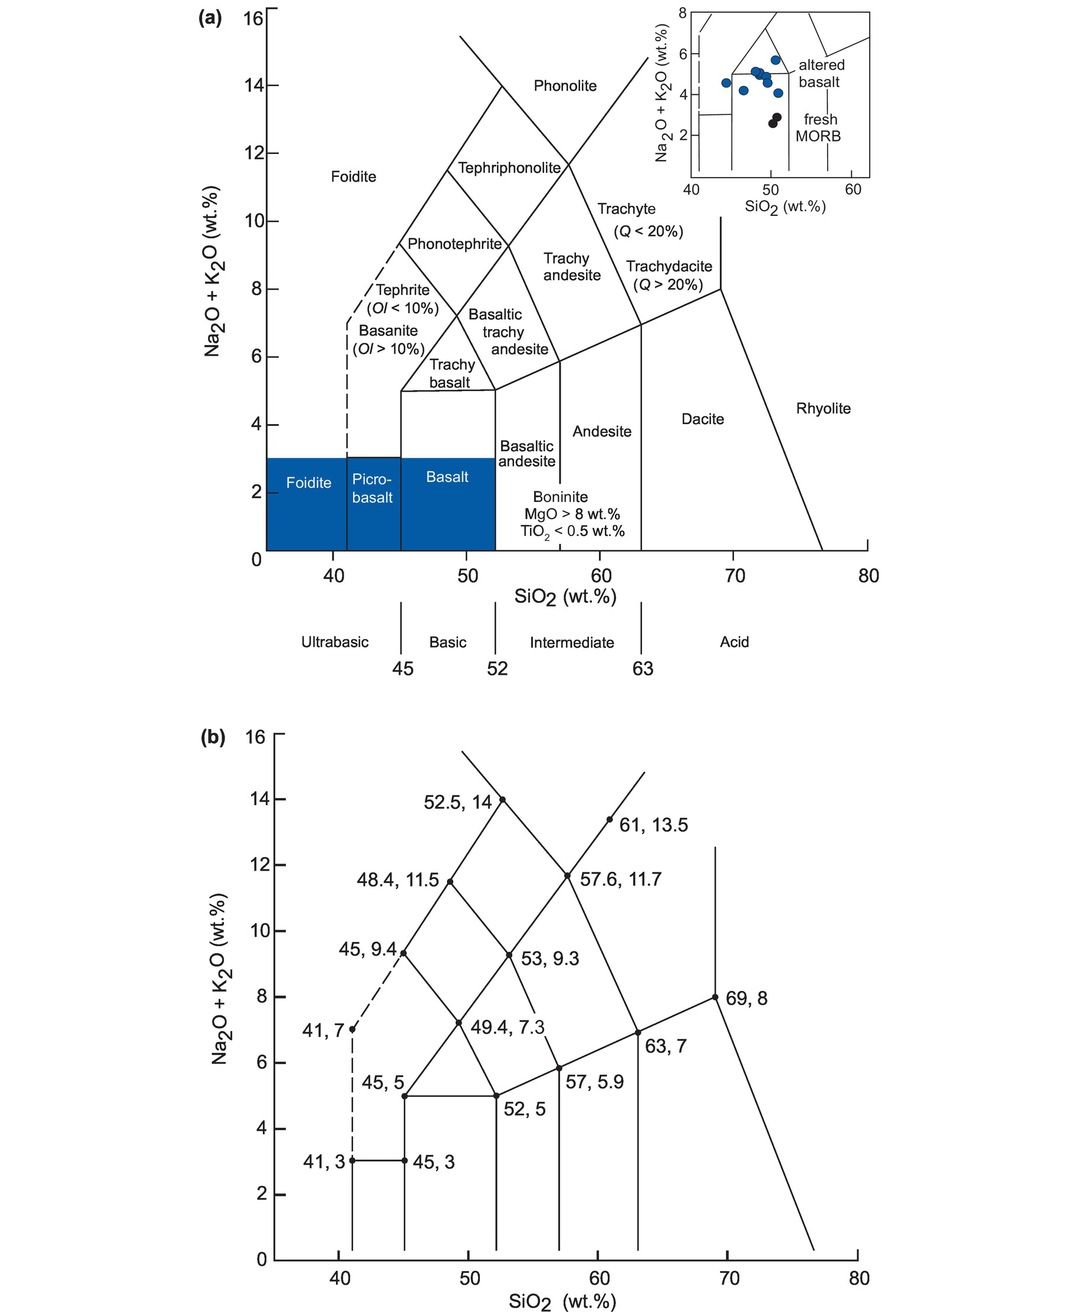 (a)
16
14
12
10
8
6
4
2
0
Na2O + K2O (wt.%)
40
50
60
70
80
SiO2 (wt.%)
Phonolite
Foidite
Tephriphonolite
Phonotephrite
Trachyte
(Q < 20%)
Trachydacite
(Q > 20%)
Trachy
andesite
Tephrite
(Ol < 10%)
Basanite
(Ol > 10%)
Basaltic
trachy
andesite
Trachy
basalt
Rhyolite
Dacite
Andesite
Basaltic
andesite
Foidite
Picro-
basalt
Basalt
Boninite
MgO > 8 wt.%
TiO2 < 0.5 wt.%
Ultrabasic
Basic
Intermediate
Acid
45
52
63
8
6
4
2
Na2O + K2O (wt.%)
40
50
60
SiO2 (wt.%)
altered
basalt
fresh
MORB
(b)
16
14
12
10
8
6
4
2
0
Na2O + K2O (wt.%)
40
50
60
70
80
SiO2 (wt.%)
52.5, 14
61, 13.5
48.4, 11.5
57.6, 11.7
45, 9.4
53, 9.3
69, 8
41, 7
49.4, 7.3
63, 7
45, 5
57, 5.9
52, 5
41, 3
45, 3